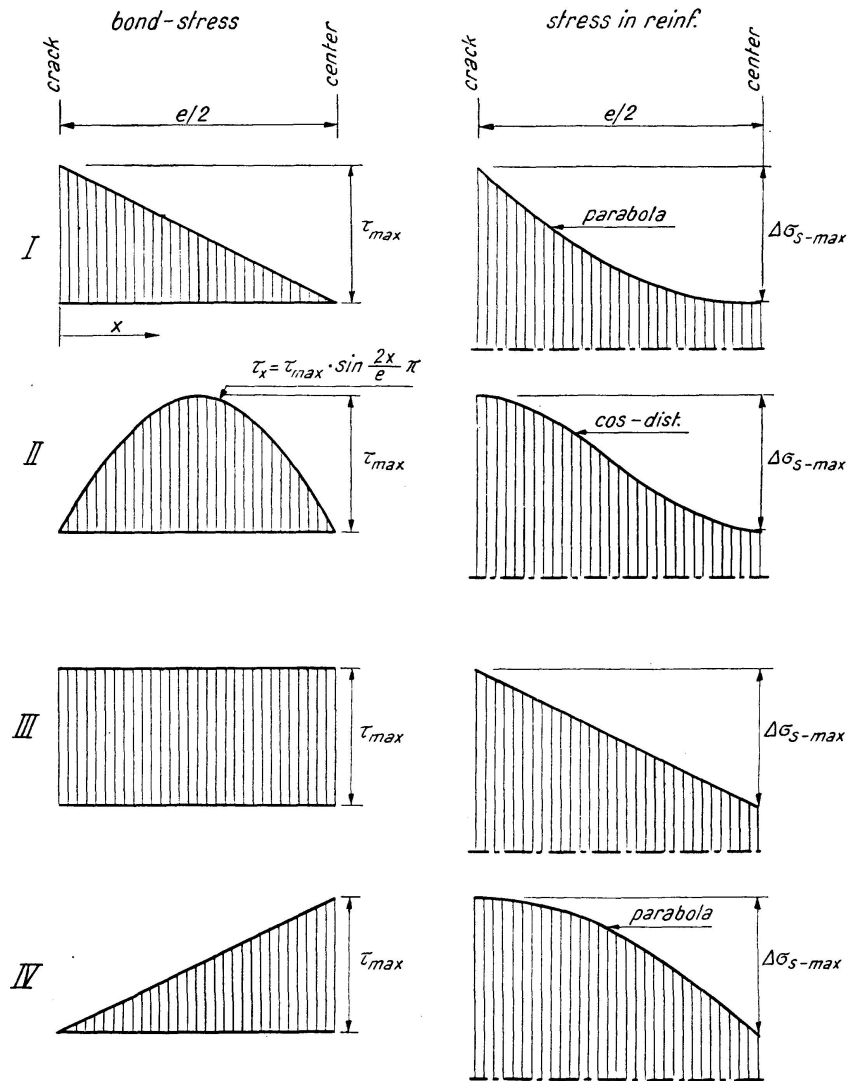 bond-stress
stress in reinf.
crack
center
crack
center
e/2
e/2
I
τmax
parabola
Δσs-max
x
τx = τmax · sin 2x/e π
II
τmax
cos-dist.
Δσs-max
III
τmax
Δσs-max
IV
τmax
parabola
Δσs-max